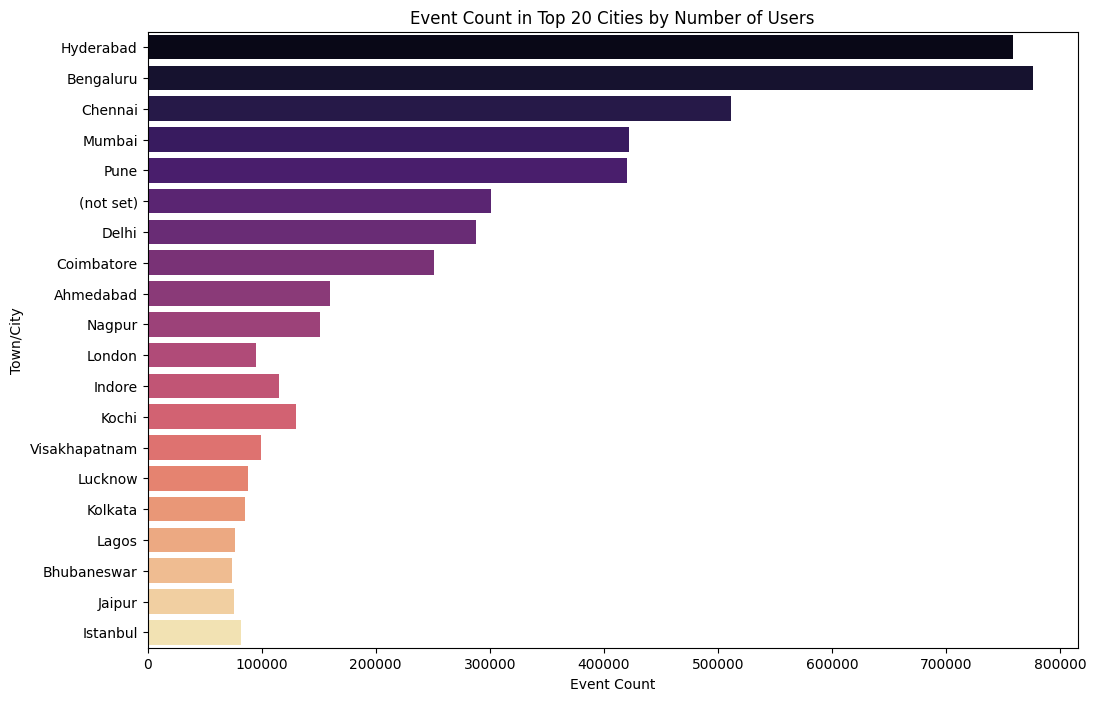 Event Count in Top 20 Cities by Number of Users
Town/City
Hyderabad
Bengaluru
Chennai
Mumbai
Pune
(not set)
Delhi
Coimbatore
Ahmedabad
Nagpur
London
Indore
Kochi
Visakhapatnam
Lucknow
Kolkata
Lagos
Bhubaneswar
Jaipur
Istanbul
0 100000 200000 300000 400000 500000 600000 700000 800000
Event Count